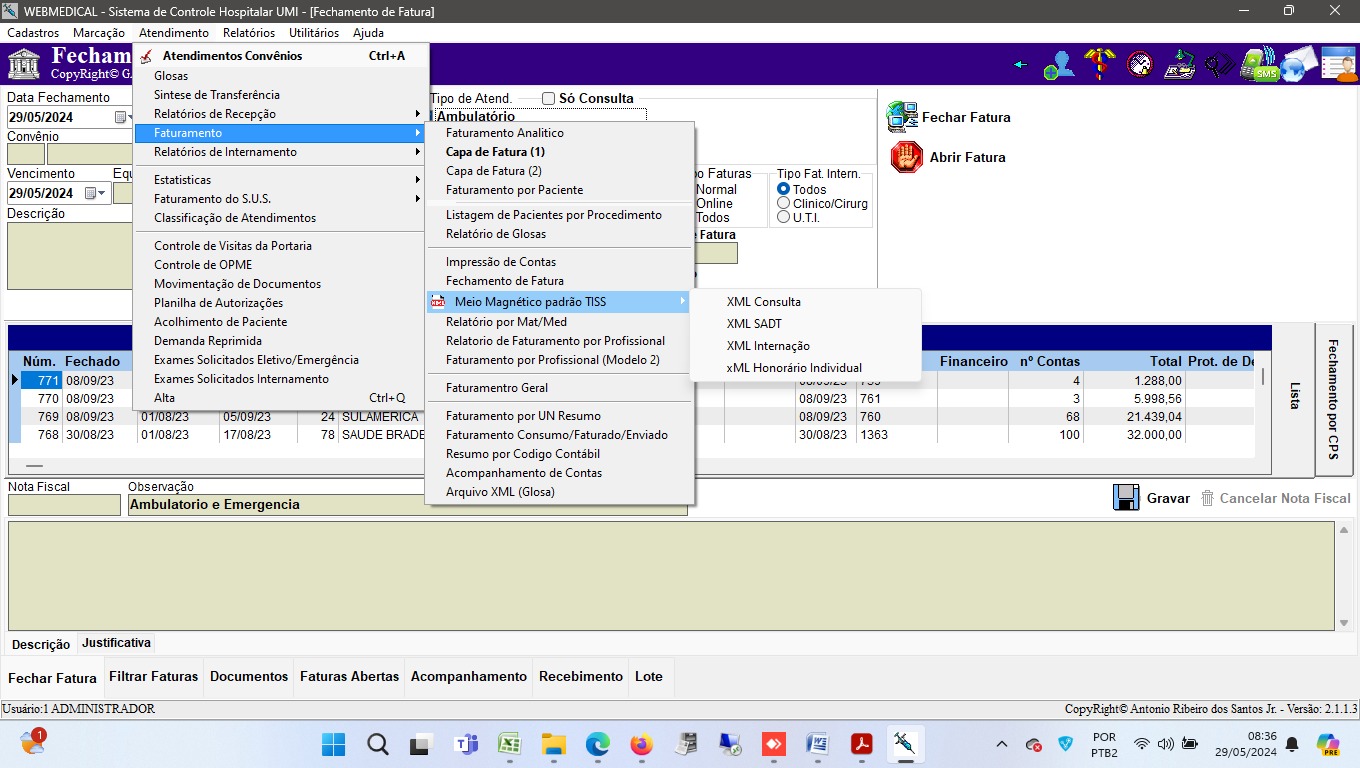 WEBMEDICAL - Sistema de Controle Hospitalar UMI - [Fechamento de Fatura]
Cadastros Marcação Atendimento Relatórios Utilitários Ajuda
Fecham
CopyRight© G.
Atendimentos Convênios Ctrl+A
Glosas
Sintese de Transferência
Relatórios de Recepção
Faturamento
Relatórios de Internamento
Estatisticas
Faturamento do S.U.S.
Classificação de Atendimentos
Controle de Visitas da Portaria
Controle de OPME
Movimentação de Documentos
Planilha de Autorizações
Acolhimento de Paciente
Demanda Reprimida
Exames Solicitados Eletivo/Emergência
Exames Solicitados Internamento
Alta Ctrl+Q
Faturamento Analitico
Capa de Fatura (1)
Capa de Fatura (2)
Faturamento por Paciente
Listagem de Pacientes por Procedimento
Relatório de Glosas
Impressão de Contas
Fechamento de Fatura
Meio Magnético padrão TISS
Relatório por Mat/Med
Relatorio de Faturamento por Profissional
Faturamento por Profissional (Modelo 2)
Faturamentro Geral
Faturamento por UN Resumo
Faturamento Consumo/Faturado/Enviado
Resumo por Codigo Contábil
Acompanhamento de Contas
Arquivo XML (Glosa)
XML Consulta
XML SADT
XML Internação
xML Honorário Individual
SMS
Data Fechamento
29/05/2024
Convênio
Vencimento Equ
29/05/2024
Descrição
Tipo de Atend. Só Consulta
Ambulatório
po Faturas
Normal
Online
Todos
Tipo Fat. Intern.
Todos
Clinico/Cirurg
U.T.I.
e Fatura
Fechar Fatura
Abrir Fatura
Núm. Fechado Financeiro nº Contas Total Prot. de De
771 08/09/23 4 1.288,00
770 08/09/23 08/09/23 761 3 5.998,56
769 08/09/23 01/08/23 05/09/23 24 SULAMERICA 08/09/23 760 68 21.439,04
768 30/08/23 01/08/23 17/08/23 78 SAUDE BRADE 30/08/23 1363 100 32.000,00
Lista
Fechamento por CPS
Nota Fiscal Observação
Ambulatorio e Emergencia
Gravar Cancelar Nota Fiscal
Descrição Justificativa
Fechar Fatura Filtrar Faturas Documentos Faturas Abertas Acompanhamento Recebimento Lote
Usuário:1 ADMINISTRADOR CopyRight© Antonio Ribeiro dos Santos Jr. - Versão: 2.1.1.3
1
POR
PTB2
08:36
29/05/2024
PRE